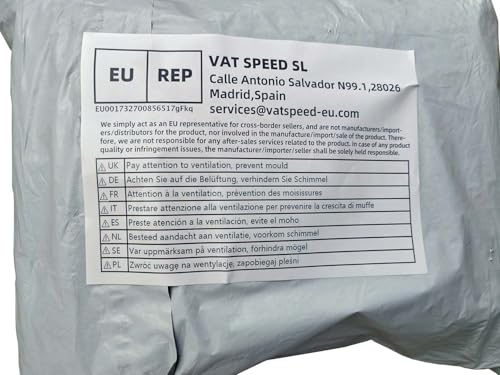 EU REP
VAT SPEED SL
Calle Antonio Salvador N99.1,28026
Madrid,Spain
services@vatspeed-eu.com
EU001732700856517gFkq
We simply act as an EU representative for cross-border sellers, and are not manufacturers/import-
ers/distributors for the product, nor involved in the manufacture/import/sale of the product. There-
fore, we are not responsible for any after-sales services related to the product. In case of any product
quality or infringement issues, the manufacturer/importer/seller shall be solely held responsible.
⚠ UK Pay attention to ventilation, prevent mould
⚠ DE Achten Sie auf die Belüftung, verhindern Sie Schimmel
⚠ FR Attention à la ventilation, prévention des moisissures
⚠ IT Prestare attenzione alla ventilazione per prevenire la crescita di muffe
⚠ ES Preste atención a la ventilación, evite el moho
⚠ NL Besteed aandacht aan ventilatie, voorkom schimmel
⚠ SE Var uppmärksam på ventilation, förhindra mögel
⚠ PL Zwróć uwagę na wentylację, zapobiegaj pleśni